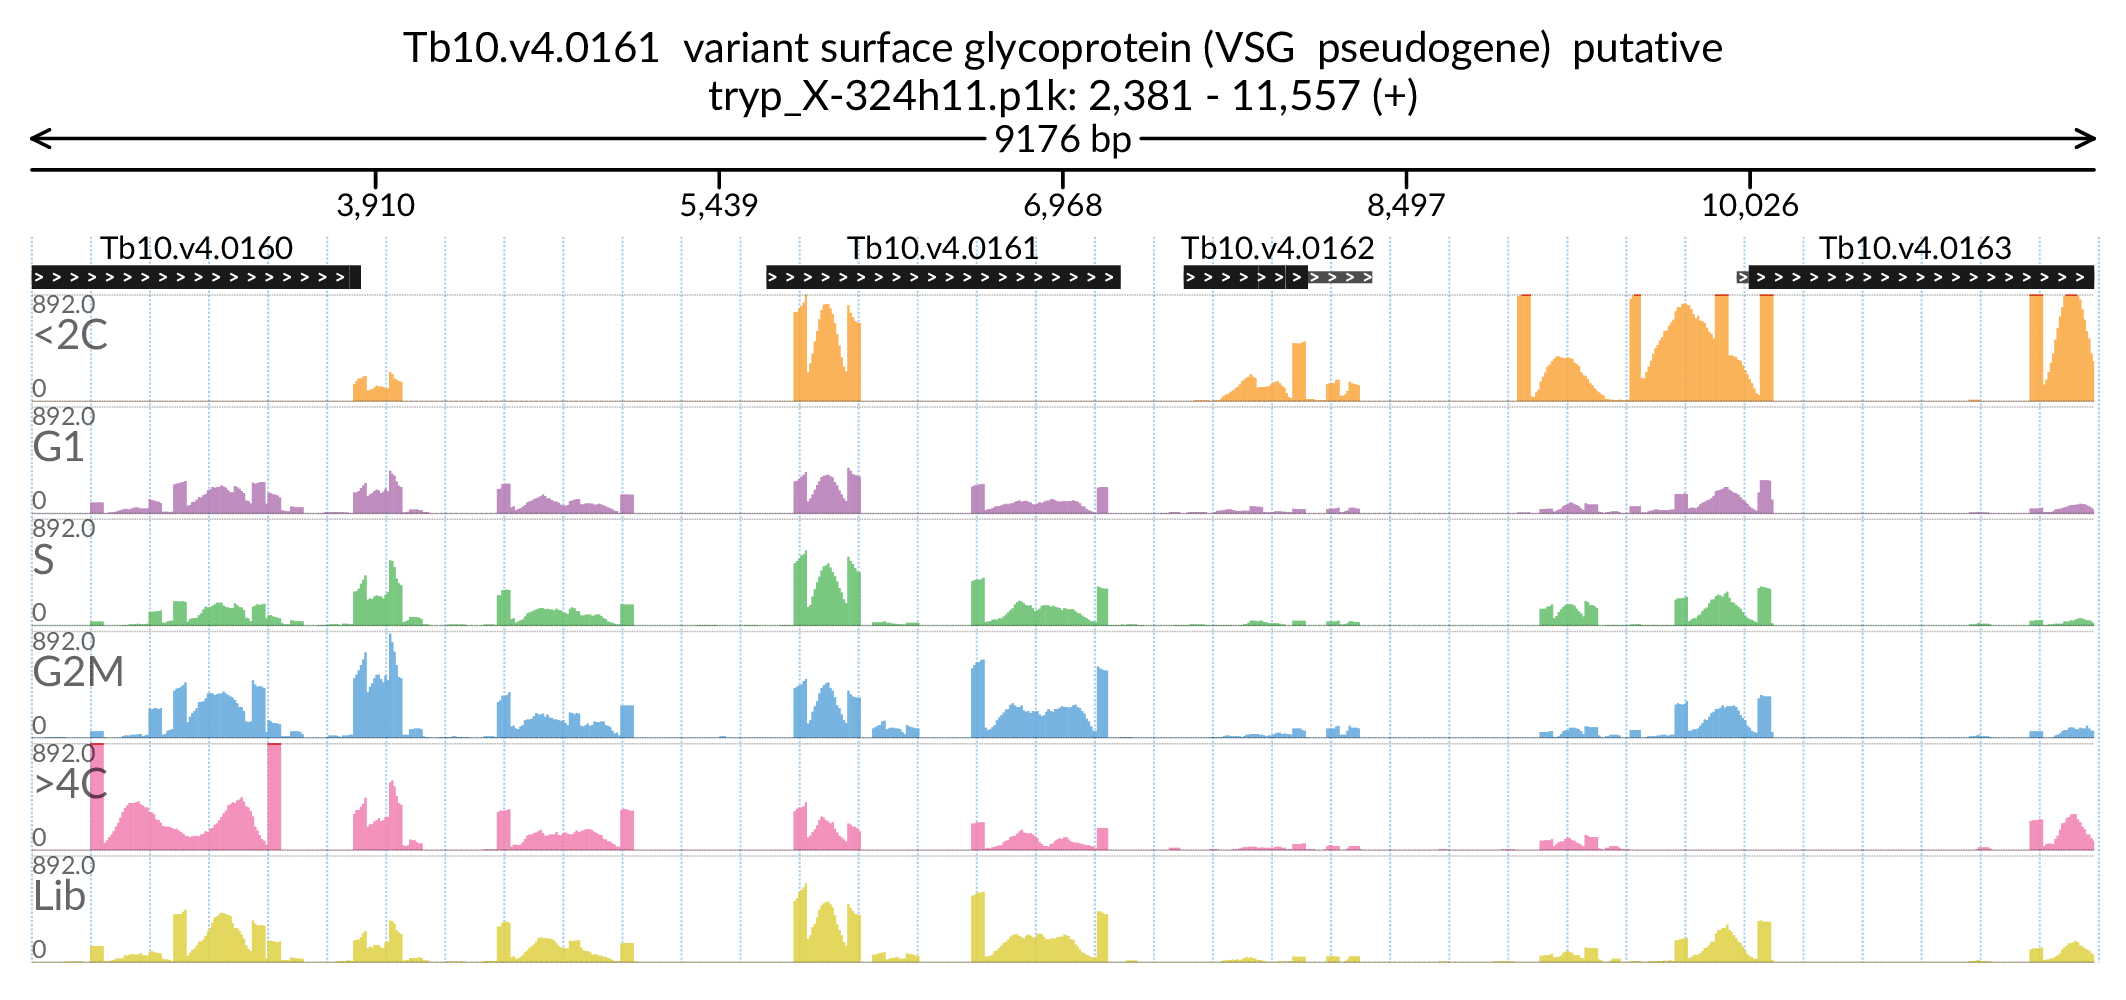 Tb10.v4.0161 variant surface glycoprotein (VSG pseudogene) putative
tryp_X-324h11.p1k: 2,381 - 11,557 (+)
9176 bp
3,910 5,439 6,968 8,497 10,026
Tb10.v4.0160 Tb10.v4.0161 Tb10.v4.0162 Tb10.v4.0163
892.0
<2C
0
892.0
G1
0
892.0
S
0
892.0
G2M
0
892.0
>4C
0
892.0
Lib
0